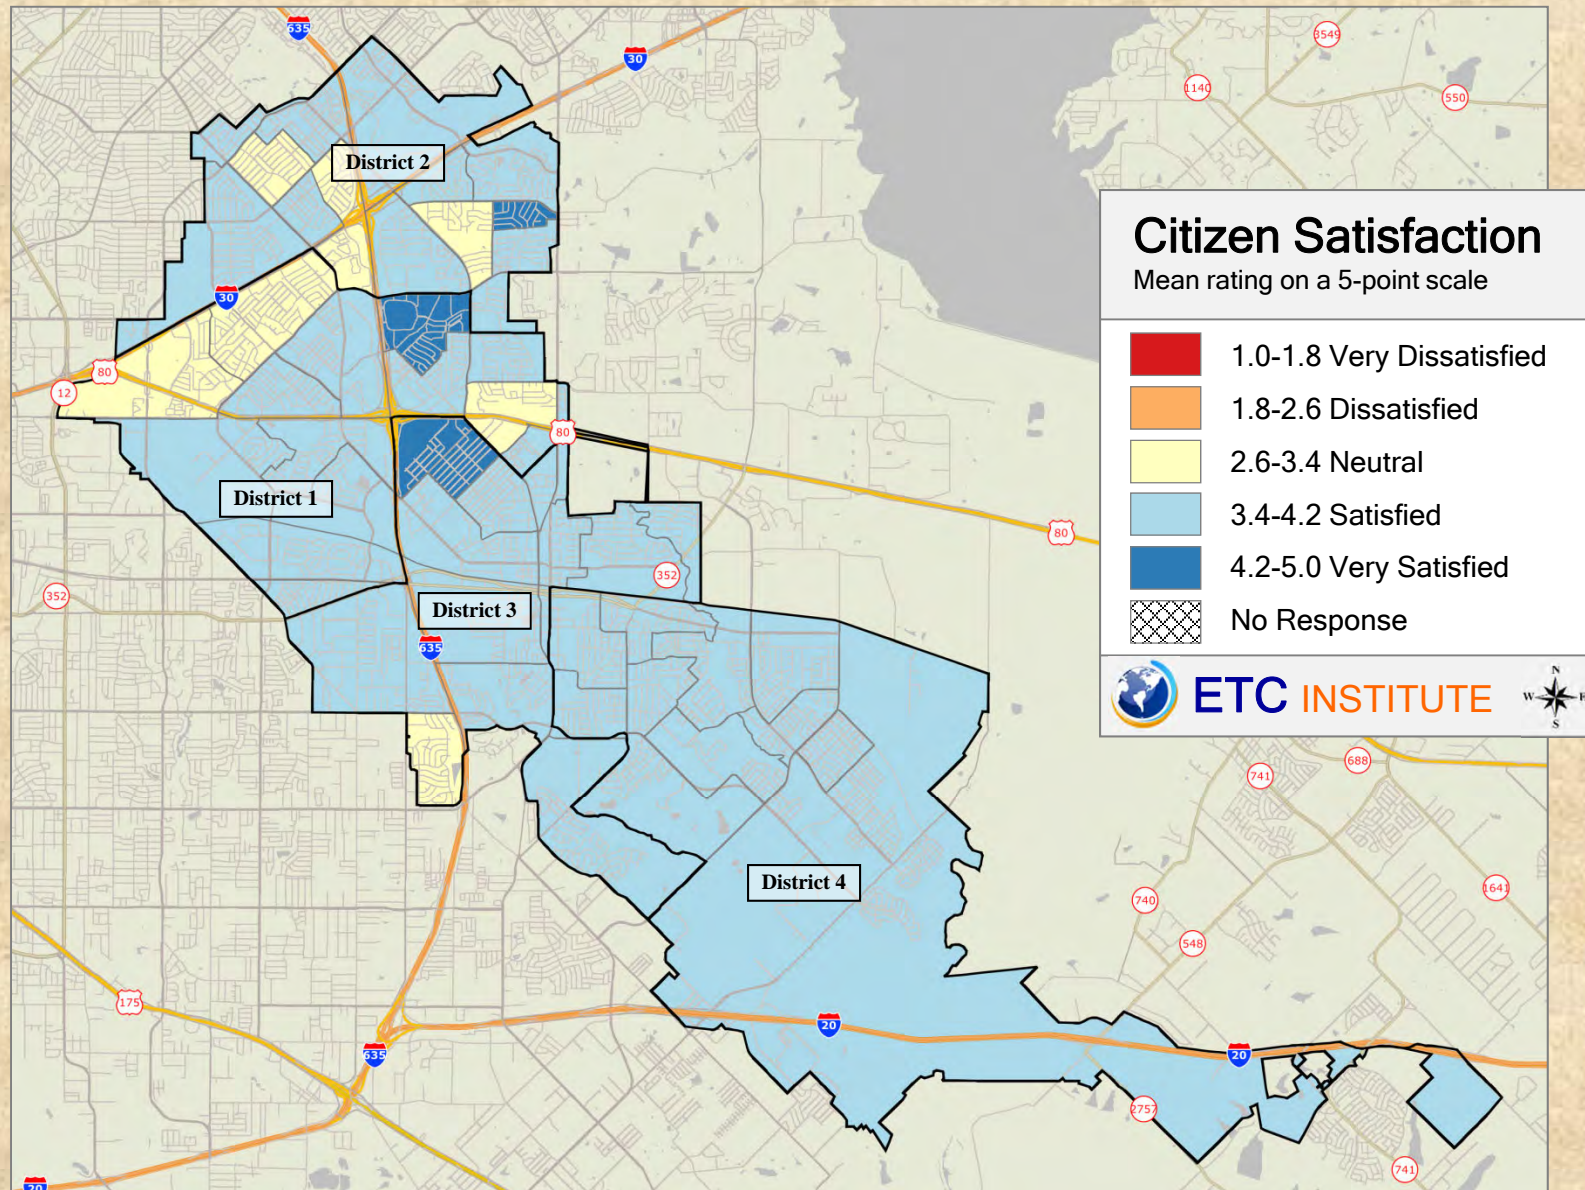 635
30
3549
1140
550
District 2
30
80
12
80
District 1
80
352
352
District 3
635
Citizen Satisfaction
Mean rating on a 5-point scale
1.0-1.8 Very Dissatisfied
1.8-2.6 Dissatisfied
2.6-3.4 Neutral
3.4-4.2 Satisfied
4.2-5.0 Very Satisfied
No Response
ETC INSTITUTE
N
W E
S
688
741
District 4
740
1641
548
175
20
635
20
2757
741
20